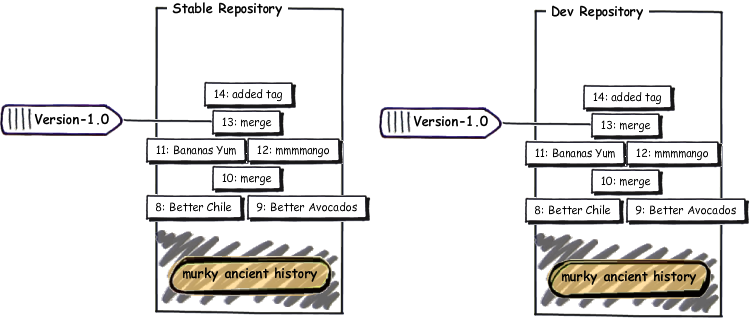 Stable Repository
14: added tag
Version-1.0
13: merge
11: Bananas Yum
12: mmmmango
10: merge
8: Better Chile
9: Better Avocados
murky ancient history
Dev Repository
14: added tag
Version-1.0
13: merge
11: Bananas Yum
12: mmmmango
10: merge
8: Better Chile
9: Better Avocados
murky ancient history